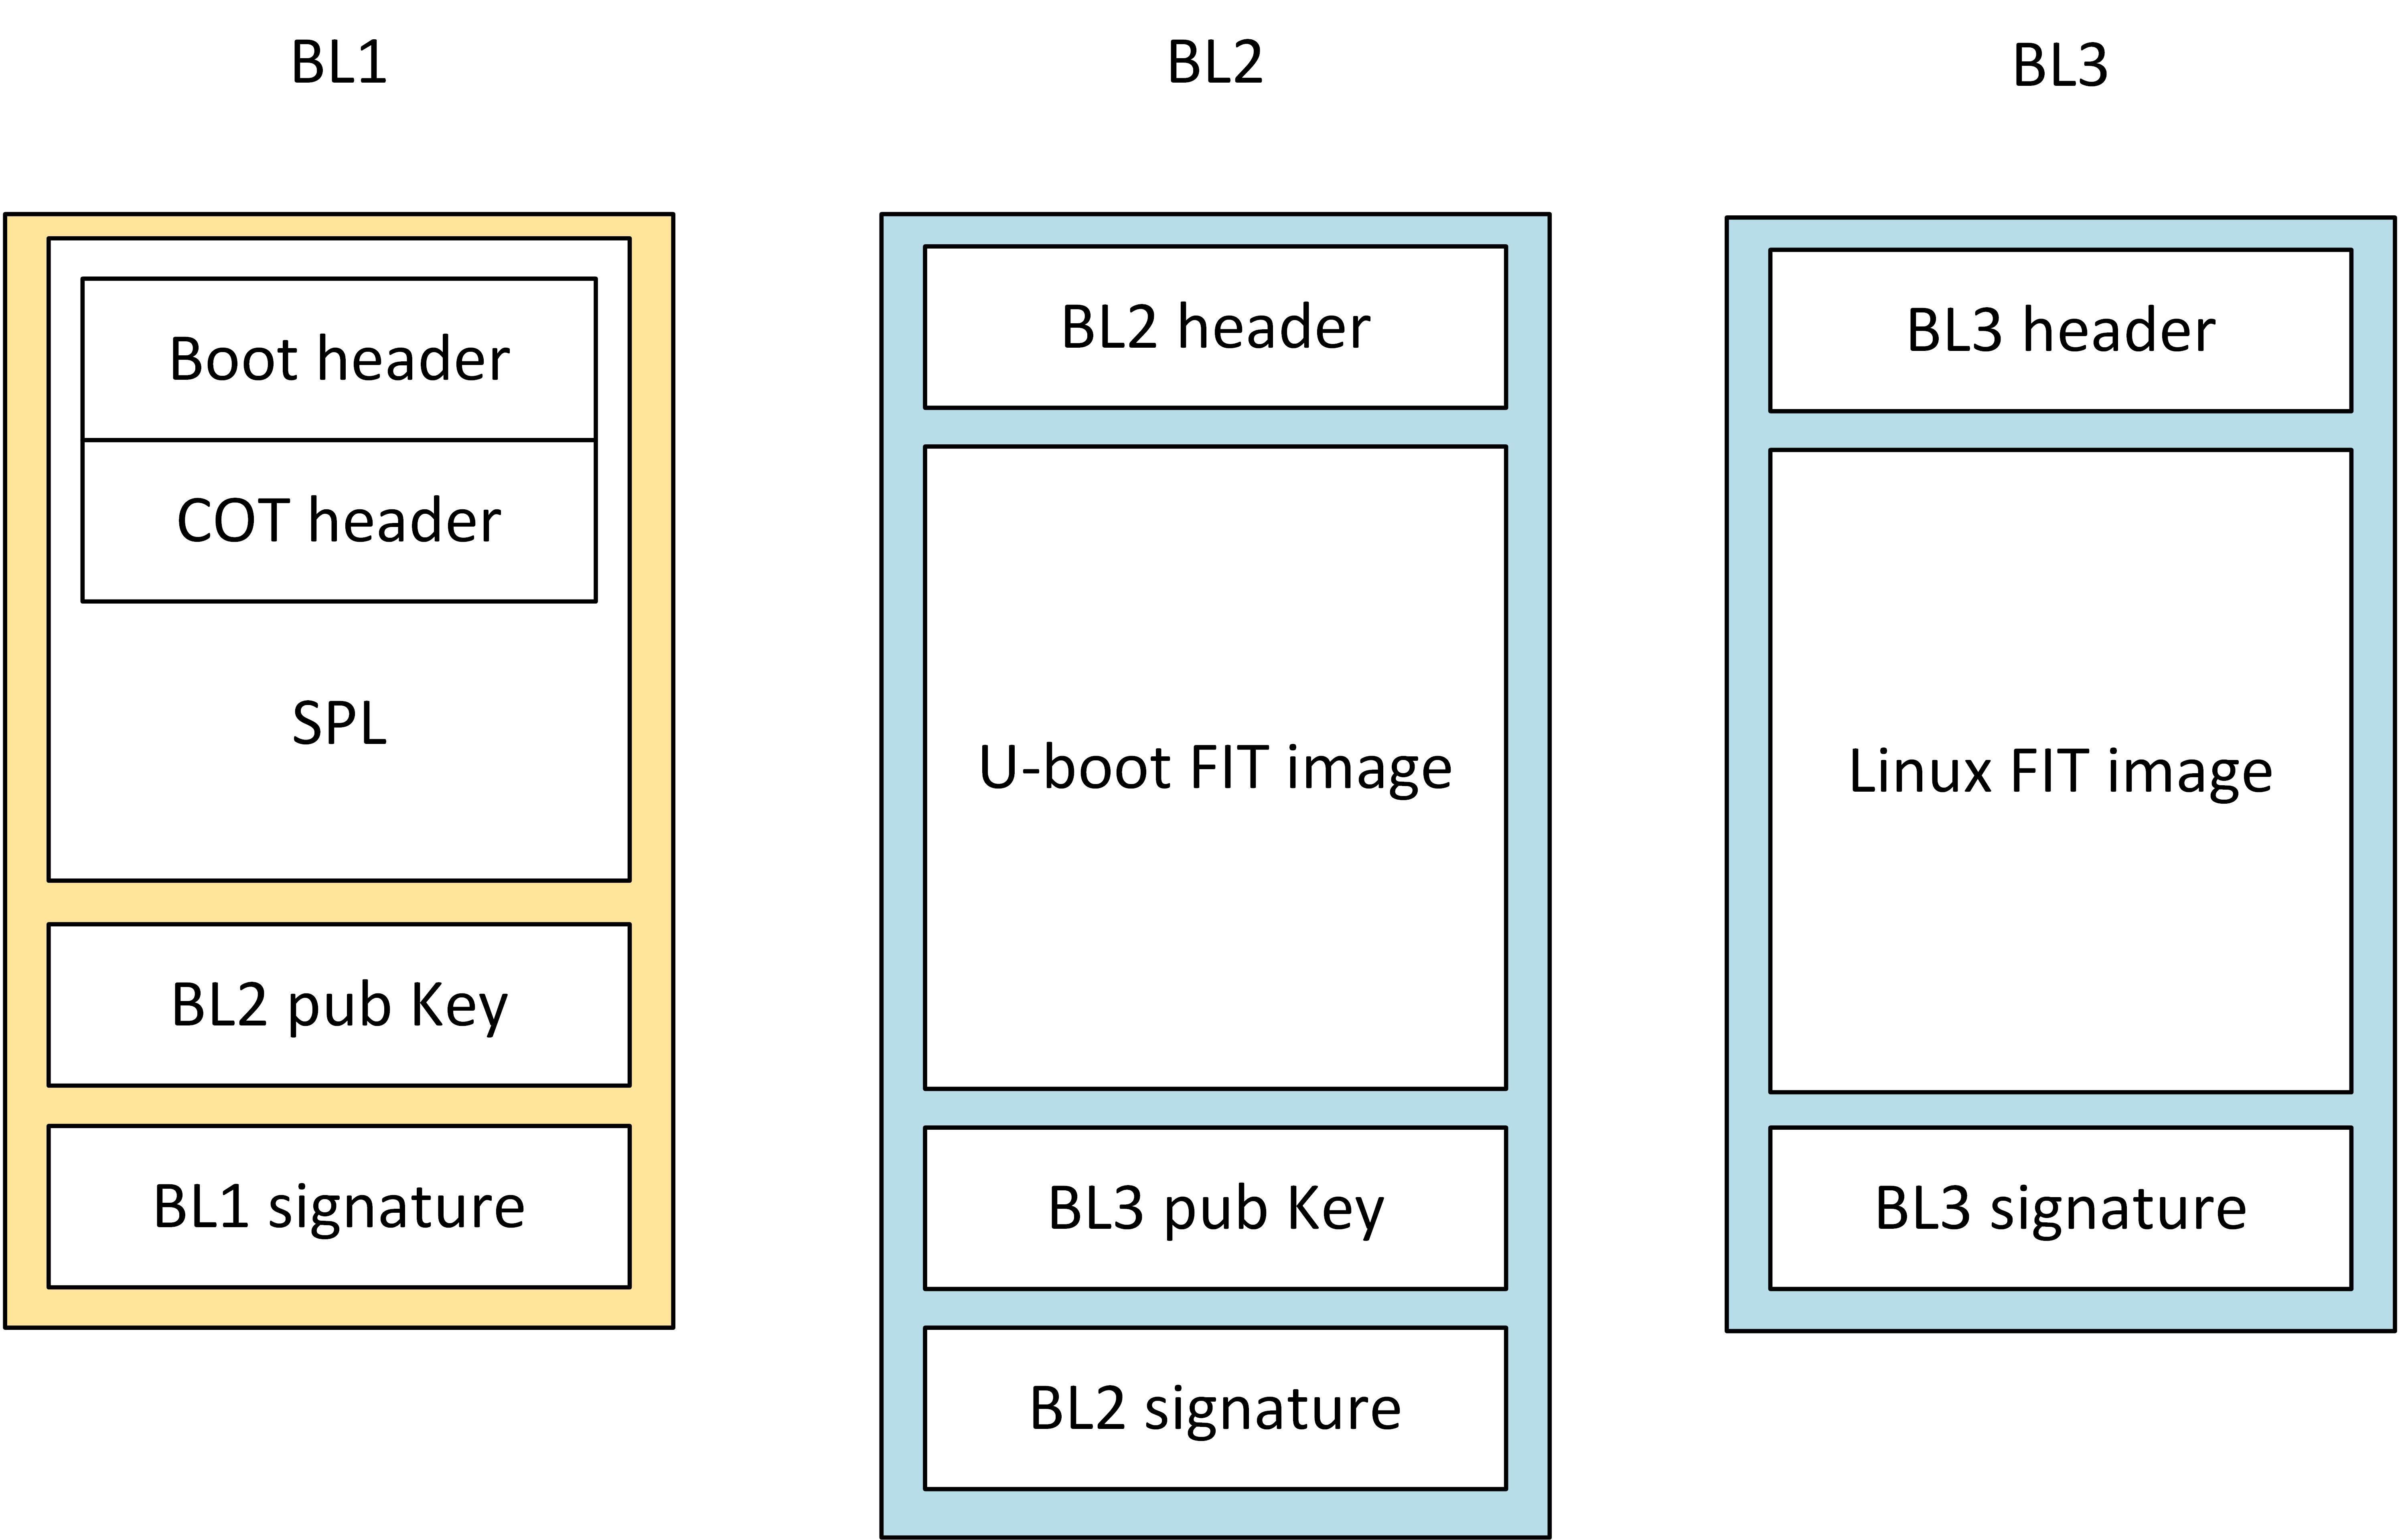 BL1
Boot header
COT header
SPL
BL2 pub Key
BL1 signature
BL2
BL2 header
U-boot FIT image
BL3 pub Key
BL2 signature
BL3
BL3 header
Linux FIT image
BL3 signature